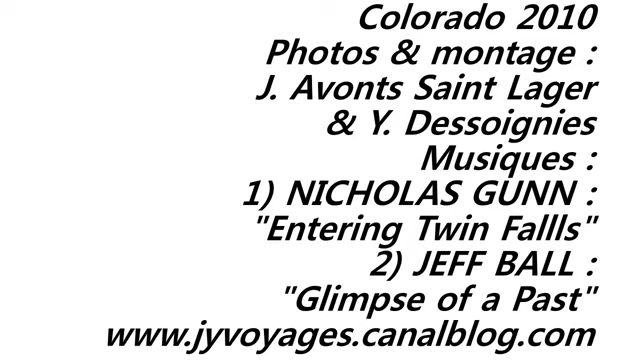 Colorado 2010
Photos & montage :
J. Avonts Saint Lager
& Y. Dessoignies
Musiques :
1) NICHOLAS GUNN :
"Entering Twin Fallls"
2) JEFF BALL :
"Glimpse of a Past"
www.jyvoyages.canalblog.com